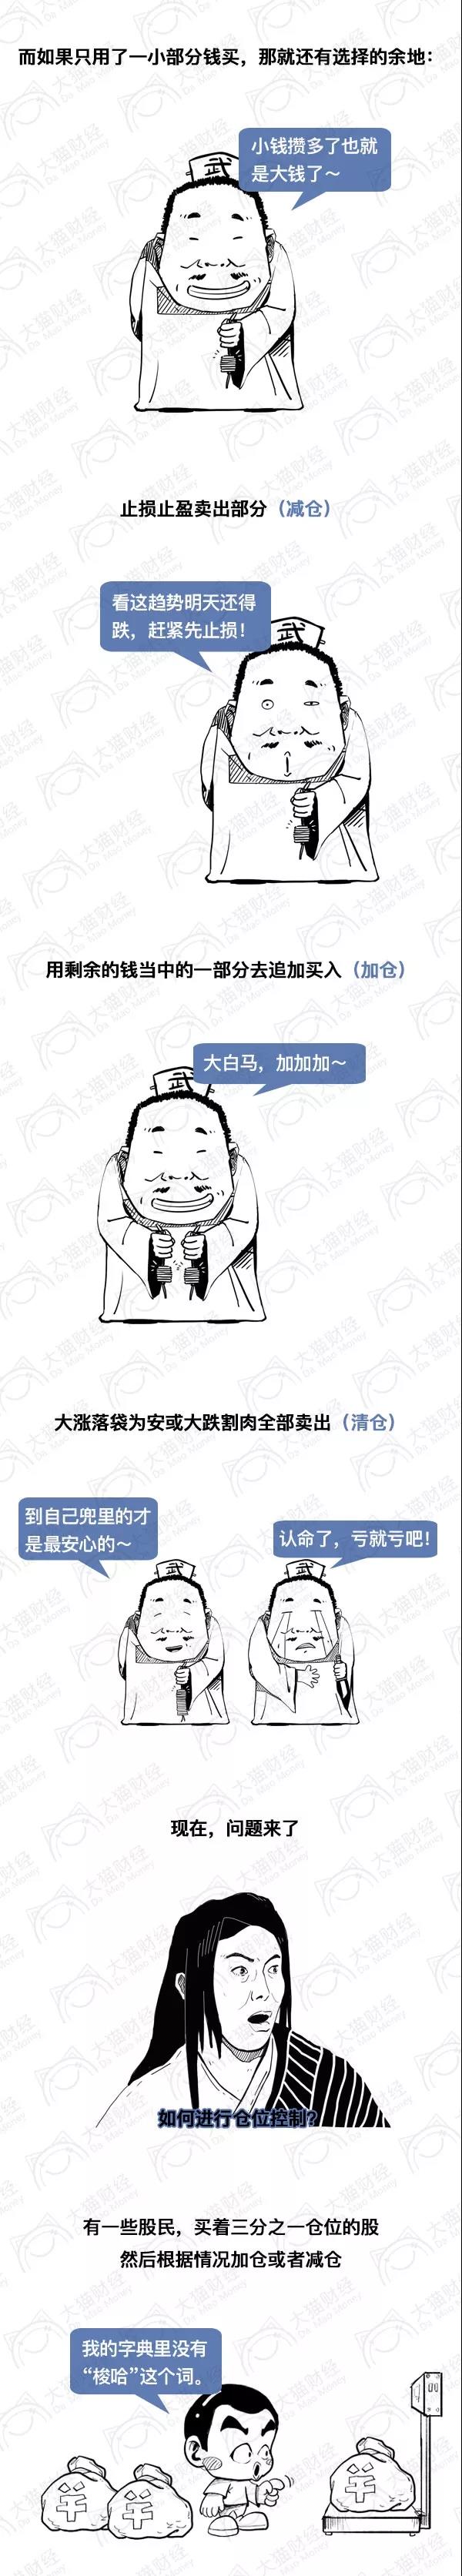 而如果只用了一小部分钱买，那就还有选择的余地：
小钱攒多了也就
是大钱了～
武
止损止盈卖出部分（减仓）
看这趋势明天还得
跌，赶紧先止损！
武
用剩余的钱当中的一部分去追加买入（加仓）
大白马，加加加～
武
大涨落袋为安或大跌割肉全部卖出（清仓）
到自己兜里的才
是最安心的～
认命了，亏就亏吧！
武
武
现在，问题来了
如何进行仓位控制？
有一些股民，买着三分之一仓位的股
然后根据情况加仓或者减仓
我的字典里没有
“梭哈”这个词。
大猫财经
Da Mao Money